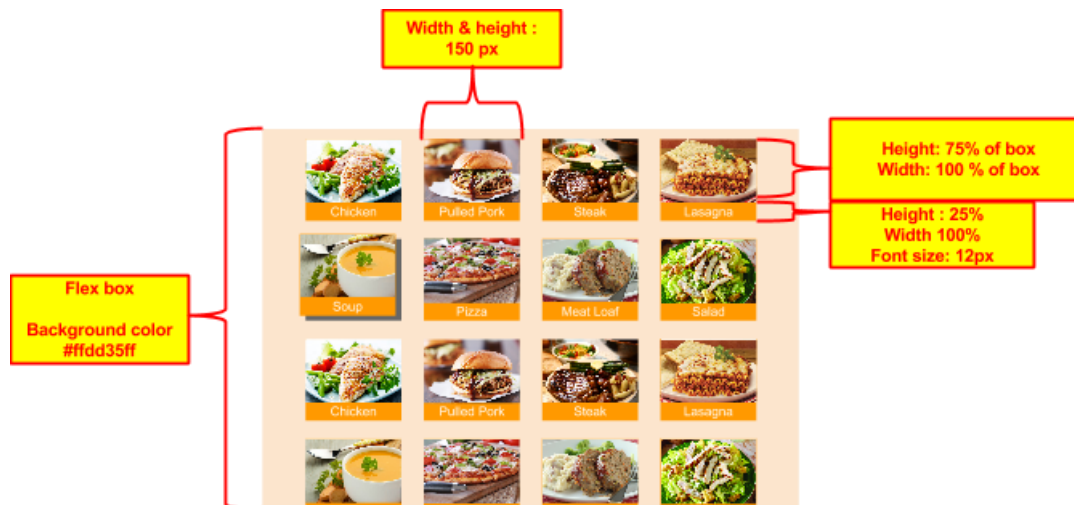 Width & height :
150 px
Height: 75% of box
Width: 100 % of box
Height : 25%
Width 100%
Font size: 12px
Flex box
Background color
#ffdd35ff
Chicken
Pulled Pork
Steak
Lasagna
Soup
Pizza
Meat Loaf
Salad
Chicken
Pulled Pork
Steak
Lasagna